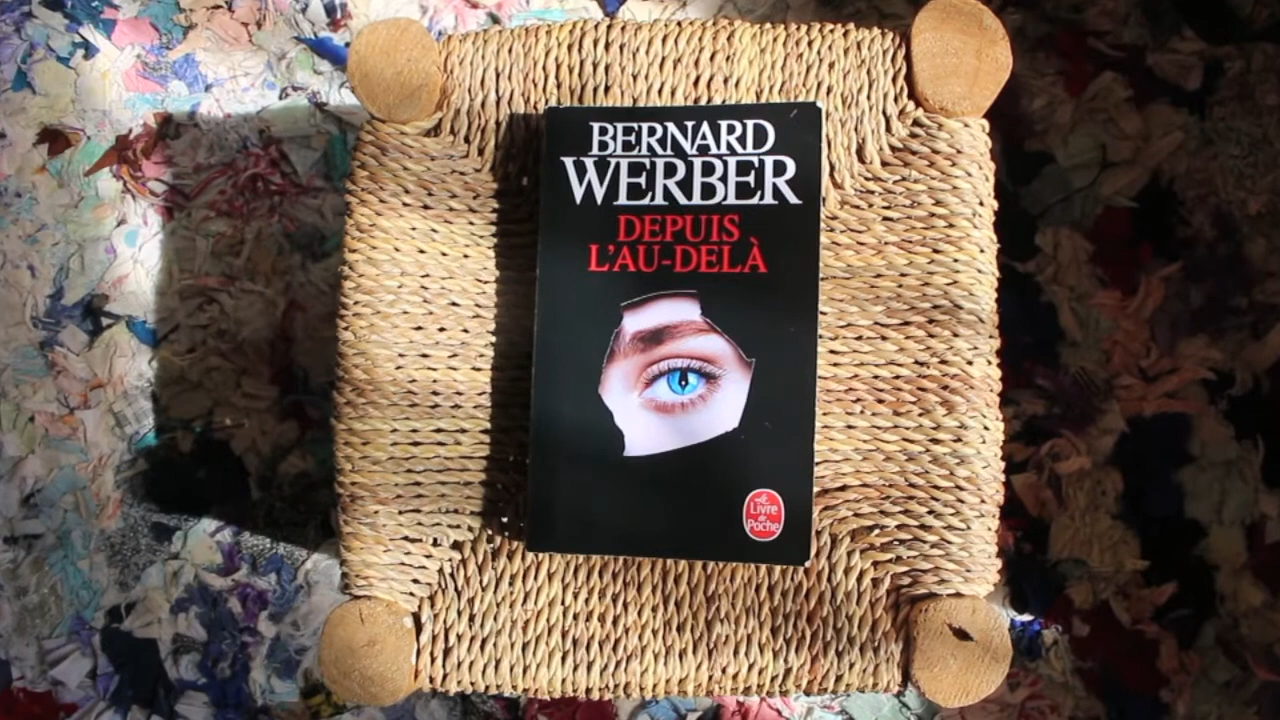 BERNARD
WERBER
DEPUIS
L'AU-DELÀ
Le
Livre
de
Poche